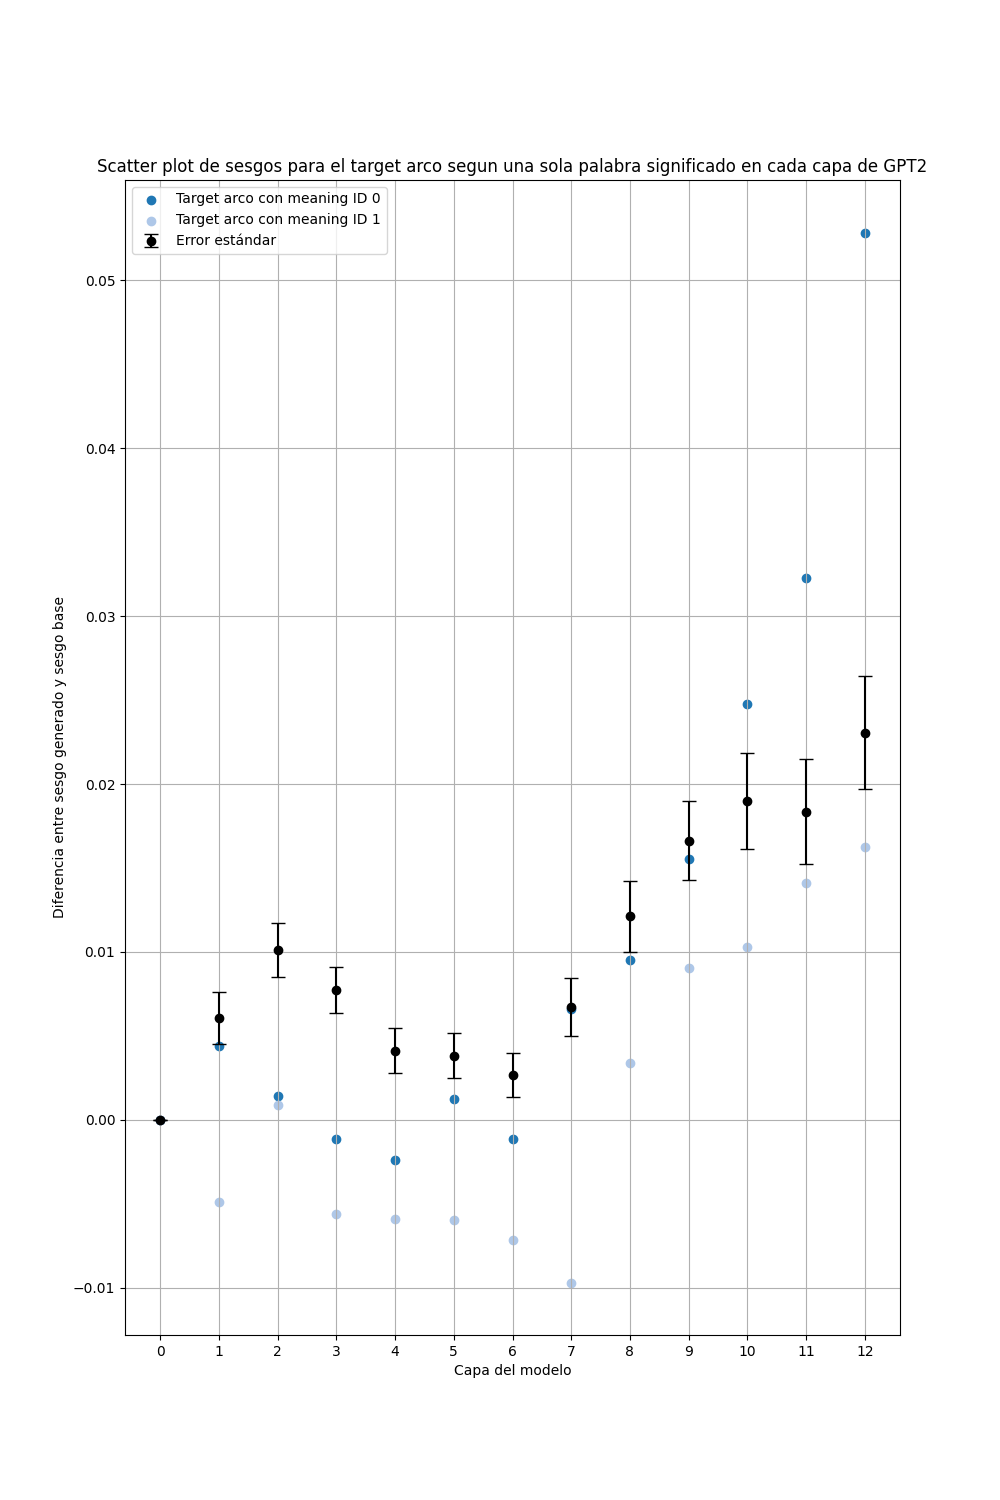 Scatter plot de sesgos para el target arco segun una sola palabra significado en cada capa de GPT2
Target arco con meaning ID 0
Target arco con meaning ID 1
Error estándar
0.05
0.04
0.03
0.02
0.01
0.00
−0.01
Diferencia entre sesgo generado y sesgo base
0 1 2 3 4 5 6 7 8 9 10 11 12
Capa del modelo